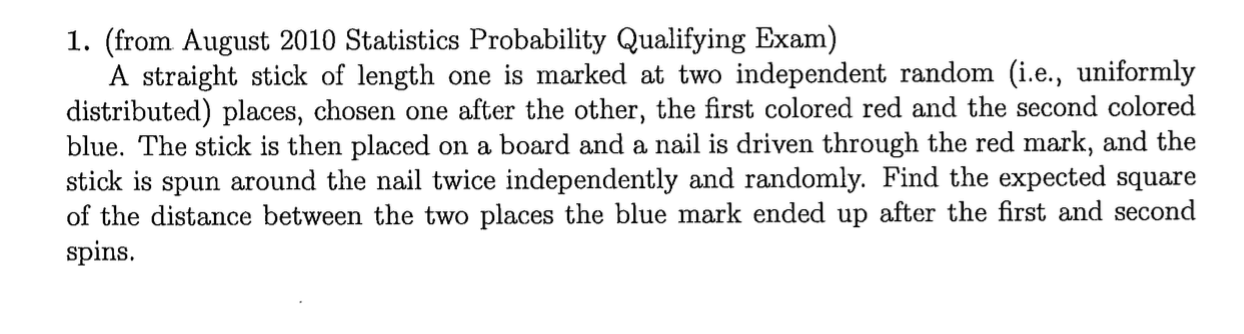 1. (from August 2010 Statistics Probability Qualifying Exam)
A straight stick of length one is marked at two independent random (i.e., uniformly
distributed) places, chosen one after the other, the first colored red and the second colored
blue. The stick is then placed on a board and a nail is driven through the red mark, and the
stick is spun around the nail twice independently and randomly. Find the expected square
of the distance between the two places the blue mark ended up after the first and second
spins.